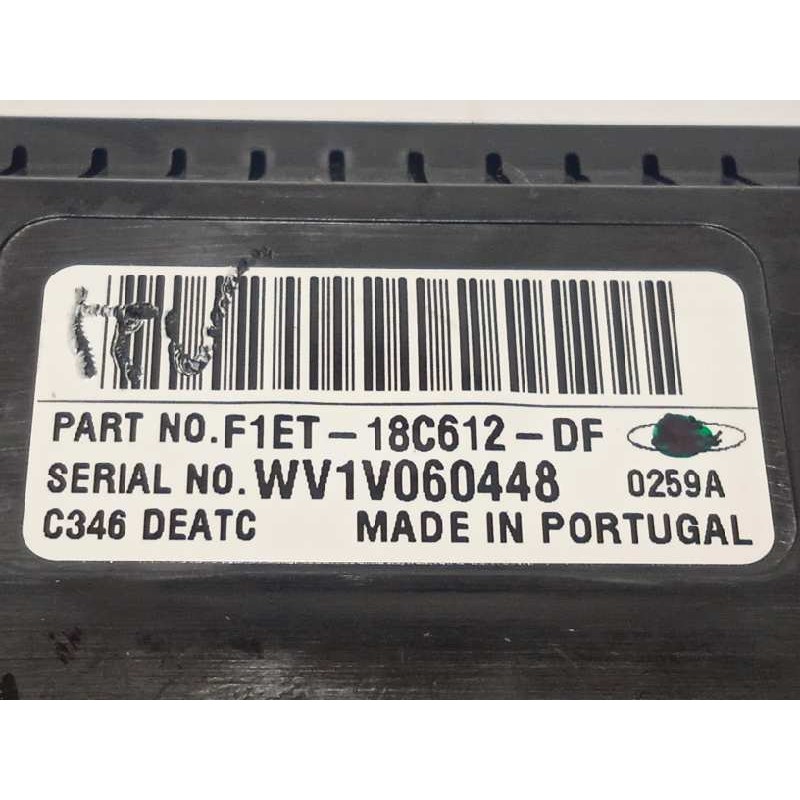 PART NO. F1ET-18C612-DF
SERIAL NO. WV1V060448 0259A
C346 DEATC MADE IN PORTUGAL